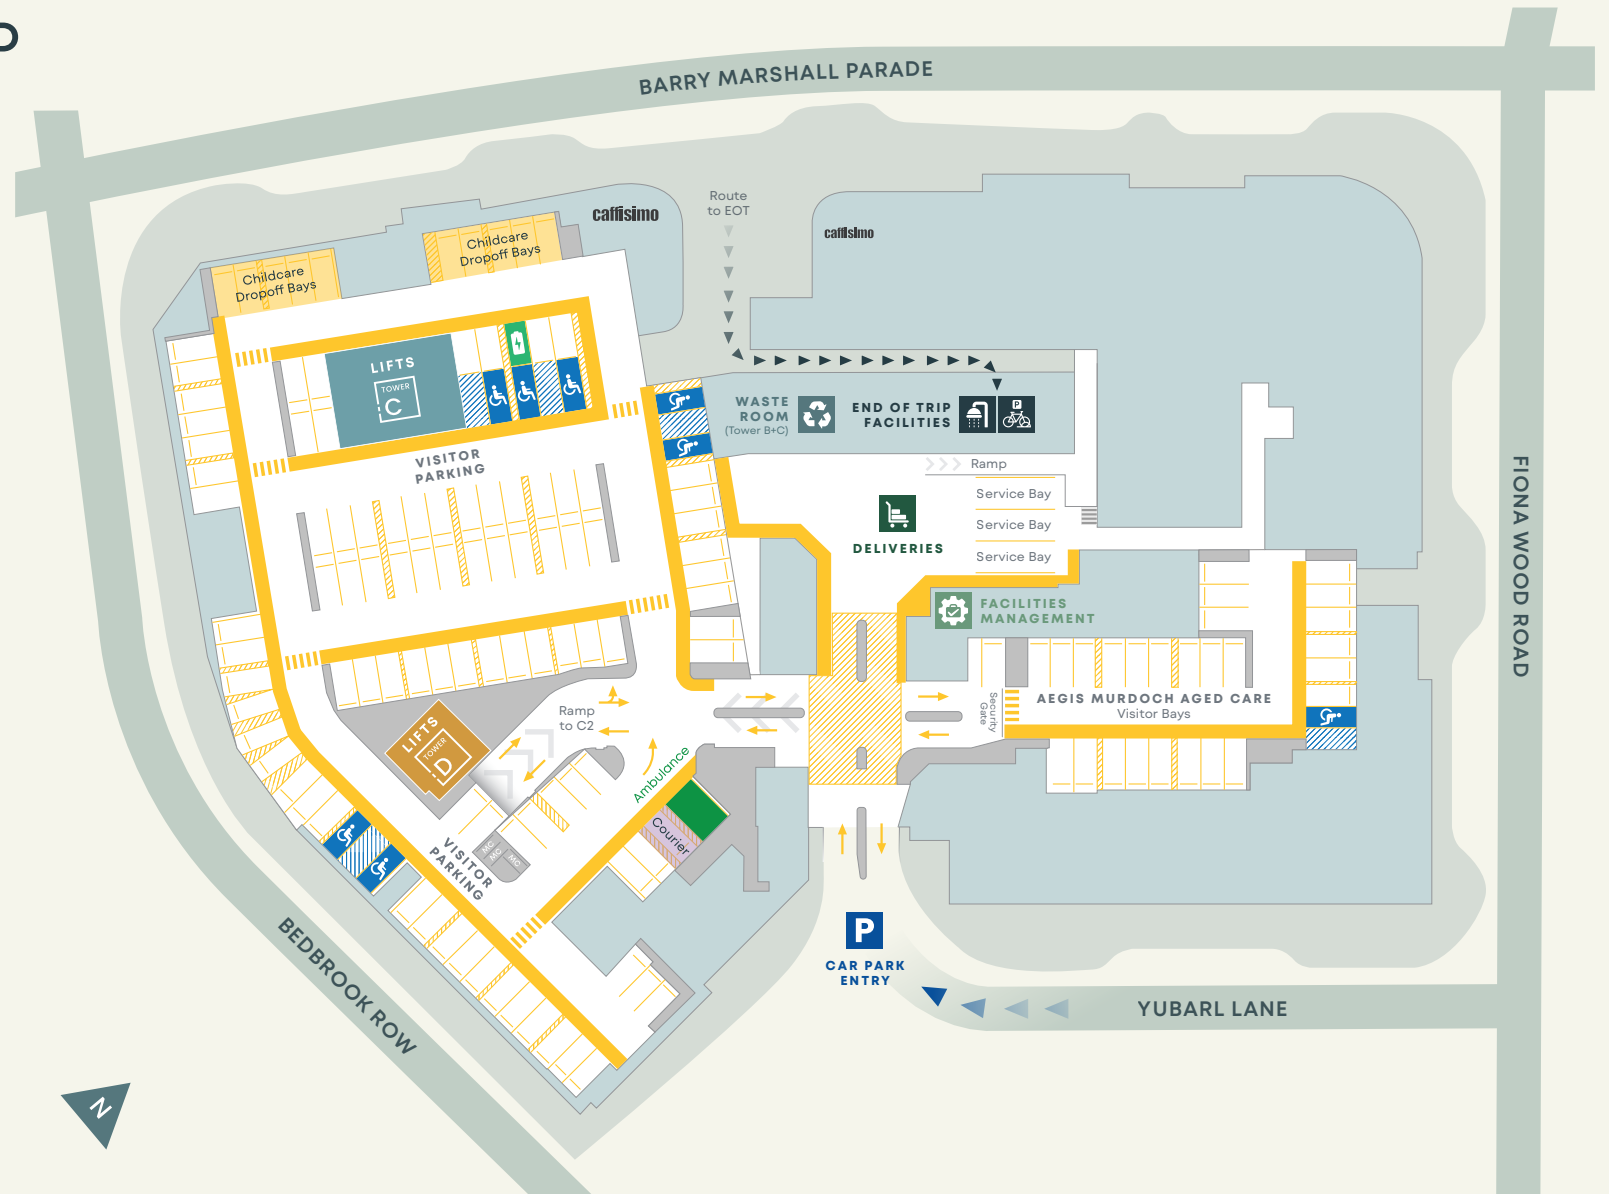 BARRY MARSHALL PARADE
caffisimo
Route
to EOT
caffisimo
Childcare
Dropoff Bays
Childcare
Dropoff Bays
LIFTS
TOWER
C
VISITOR
PARKING
WASTE
ROOM
(Tower B+C)
END OF TRIP
FACILITIES
P
Ramp
Service Bay
Service Bay
Service Bay
DELIVERIES
FACILITIES
MANAGEMENT
FIONA WOOD ROAD
AEGIS MURDOCH AGED CARE
Visitor Bays
Security
Gate
Ramp
to C2
LIFTS
TOWER
D
Ambulance
Courier
MC
MC
MC
VISITOR
PARKING
P
CAR PARK
ENTRY
YUBARL LANE
BEDBROOK ROW
N